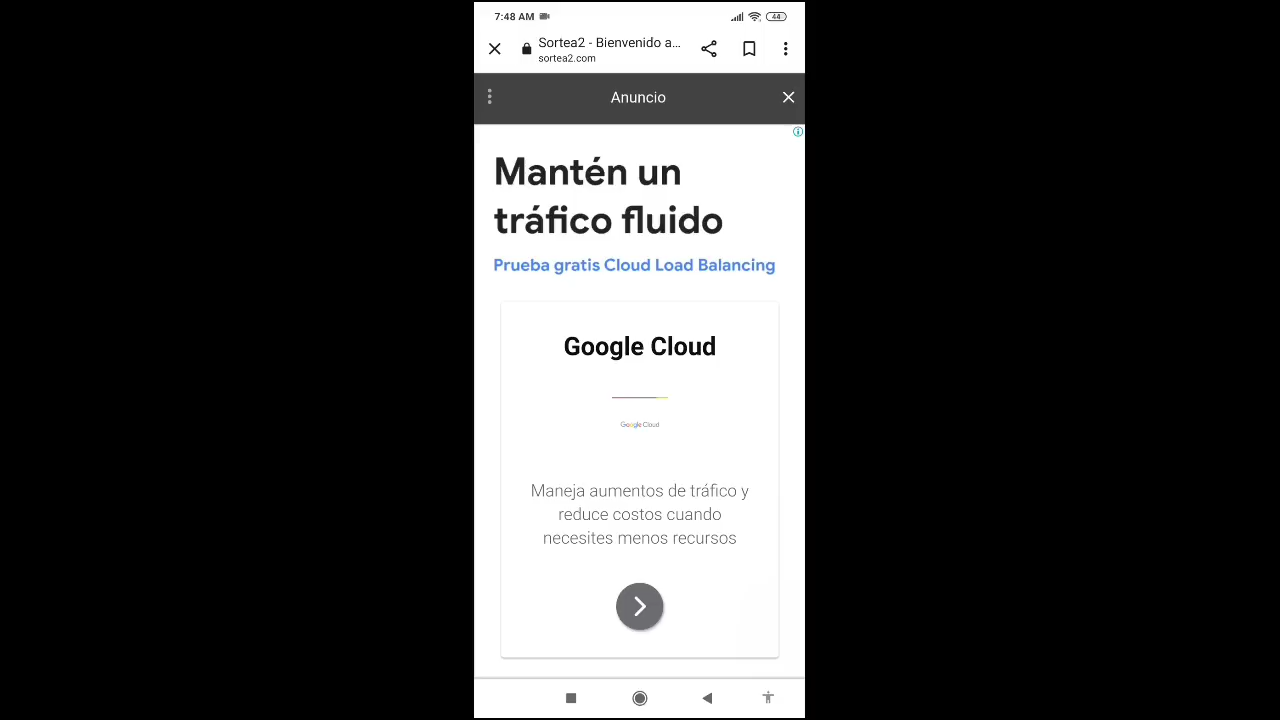 7:48 AM
44
Sortea2 - Bienvenido a...
sortea2.com
Anuncio
Mantén un
tráfico fluido
Prueba gratis Cloud Load Balancing
Google Cloud
Google Cloud
Maneja aumentos de tráfico y
reduce costos cuando
necesites menos recursos